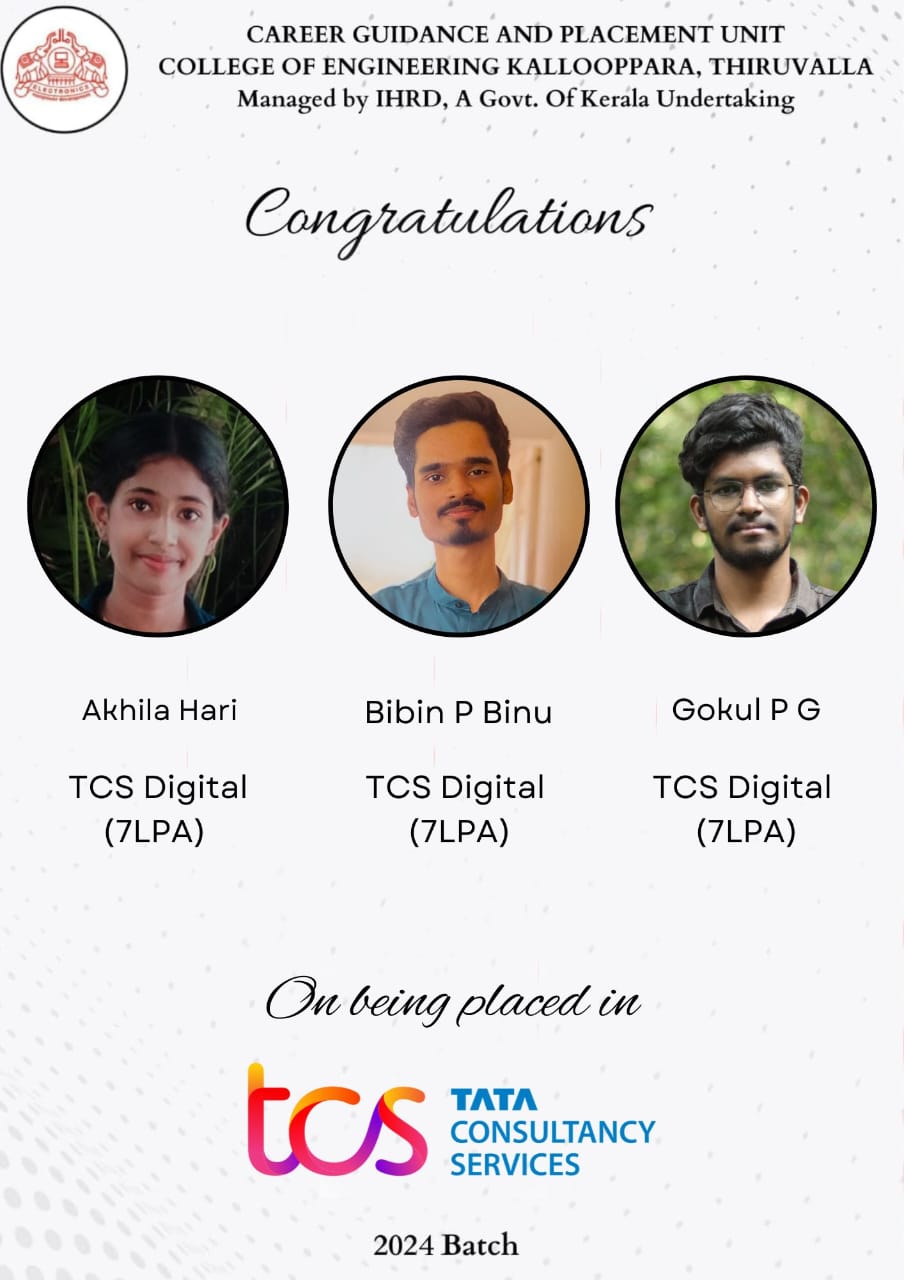 CAREER GUIDANCE AND PLACEMENT UNIT
COLLEGE OF ENGINEERING KALLOOPPARA, THIRUVALLA
Managed by IHRD, A Govt. Of Kerala Undertaking
ELECTRONICS
Congratulations
Akhila Hari
Bibin P Binu
Gokul P G
TCS Digital
(7LPA)
TCS Digital
(7LPA)
TCS Digital
(7LPA)
On being placed in
tcs
TATA
CONSULTANCY
SERVICES
2024 Batch